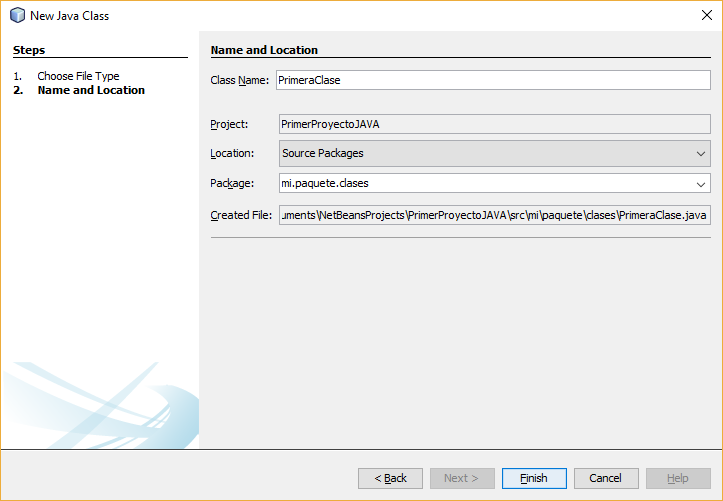 New Java Class
Steps
1. Choose File Type
2. Name and Location
Name and Location
Class Name: PrimeraClase
Project: PrimerProyectoJAVA
Location: Source Packages
Package: mi.paquete.clases
Created File: uments\NetBeansProjects\PrimerProyectoJAVA\src\mi\paquete\clases\PrimeraClase.java
< Back Next > Finish Cancel Help